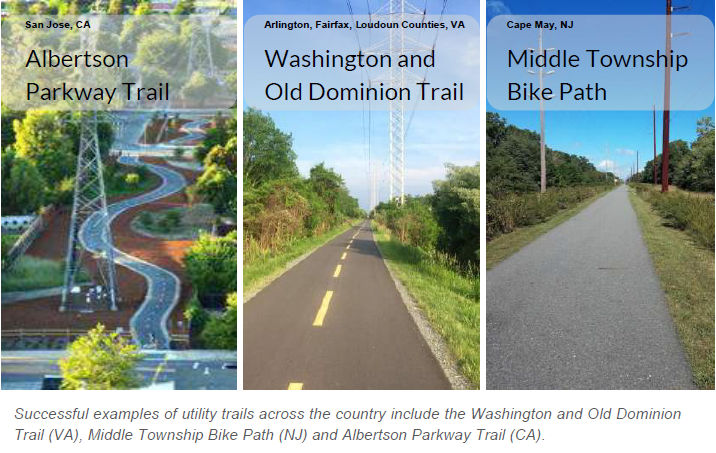 San Jose, CA
Albertson
Parkway Trail
Arlington, Fairfax, Loudoun Counties, VA
Washington and
Old Dominion Trail
Cape May, NJ
Middle Township
Bike Path
Successful examples of utility trails across the country include the Washington and Old Dominion
Trail (VA), Middle Township Bike Path (NJ) and Albertson Parkway Trail (CA).